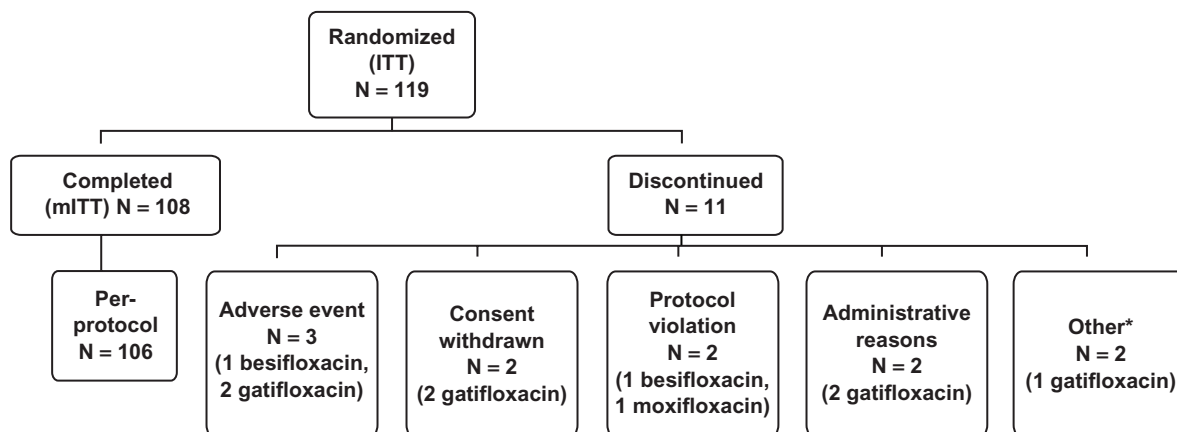 Randomized
(ITT)
N = 119
Completed
(mITT) N = 108
Discontinued
N = 11
Per-
protocol
N = 106
Adverse event
N = 3
(1 besifloxacin,
2 gatifloxacin)
Consent
withdrawn
N = 2
(2 gatifloxacin)
Protocol
violation
N = 2
(1 besifloxacin,
1 moxifloxacin)
Administrative
reasons
N = 2
(2 gatifloxacin)
Other*
N = 2
(1 gatifloxacin)